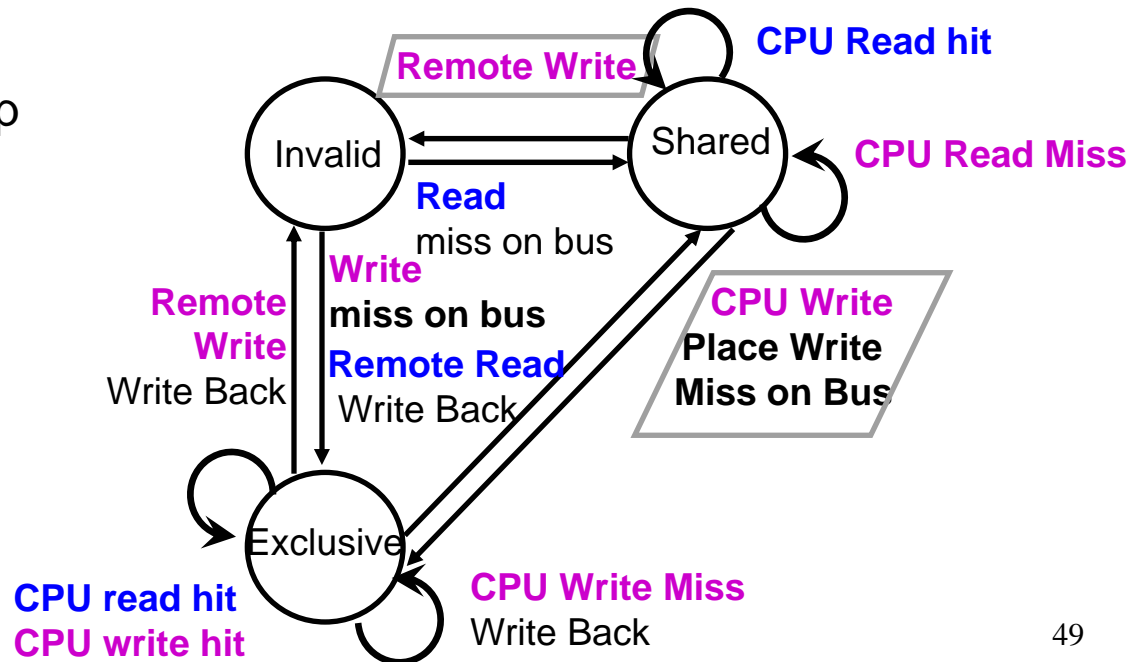 CPU Read hit
Remote Write
p
Invalid
Shared
CPU Read Miss
Read
miss on bus
Write
miss on bus
Remote
Write
Write Back
Remote Read
Write Back
CPU Write
Place Write
Miss on Bus
Exclusive
CPU read hit
CPU write hit
CPU Write Miss
Write Back
49